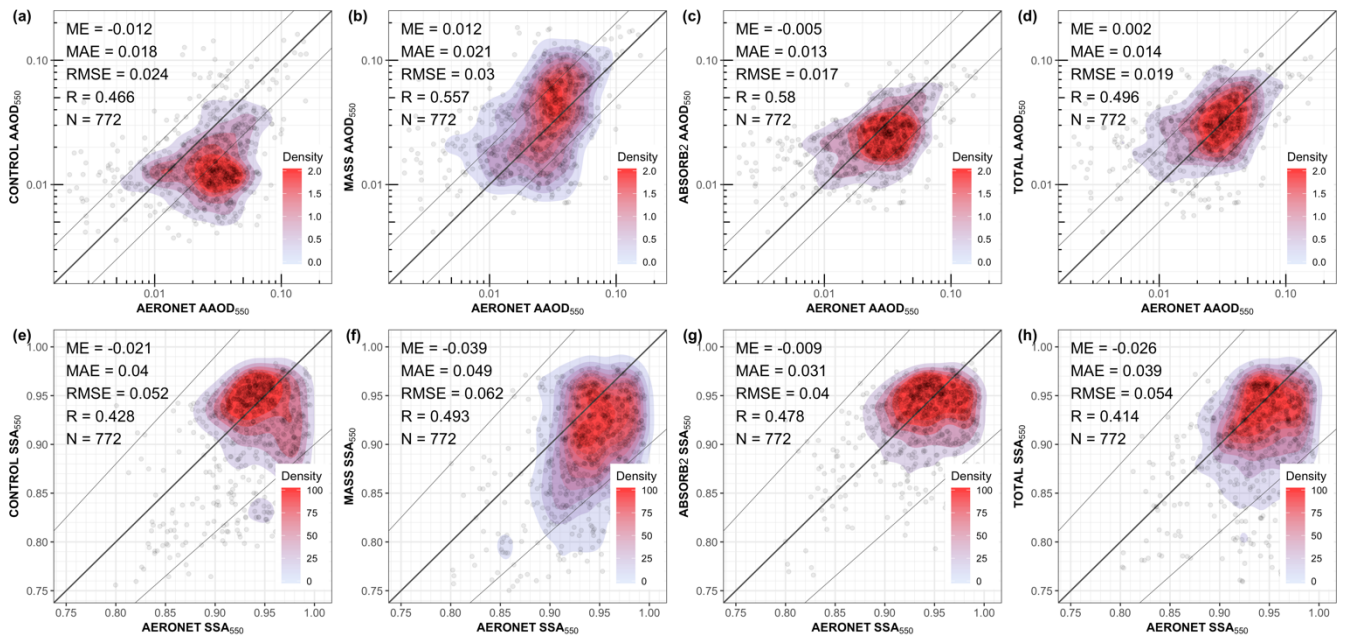 (a)
ME = -0.012
MAE = 0.018
RMSE = 0.024
R = 0.466
N = 772
CONTROL AAOD550
0.10
0.01
Density
2.0
1.5
1.0
0.5
0.0
0.01 0.10
AERONET AAOD550
(b)
ME = 0.012
MAE = 0.021
RMSE = 0.03
R = 0.557
N = 772
MASS AAOD550
0.10
0.01
Density
2.0
1.5
1.0
0.5
0.0
0.01 0.10
AERONET AAOD550
(c)
ME = -0.005
MAE = 0.013
RMSE = 0.017
R = 0.58
N = 772
ABSORB2 AAOD550
0.10
0.01
Density
2.0
1.5
1.0
0.5
0.0
0.01 0.10
AERONET AAOD550
(d)
ME = 0.002
MAE = 0.014
RMSE = 0.019
R = 0.496
N = 772
TOTAL AAOD550
0.10
0.01
Density
2.0
1.5
1.0
0.5
0.0
0.01 0.10
AERONET AAOD550
(e)
ME = -0.021
MAE = 0.04
RMSE = 0.052
R = 0.428
N = 772
CONTROL SSA550
1.00
0.95
0.90
0.85
0.80
0.75
Density
100
75
50
25
0
0.75 0.80 0.85 0.90 0.95 1.00
AERONET SSA550
(f)
ME = -0.039
MAE = 0.049
RMSE = 0.062
R = 0.493
N = 772
MASS SSA550
1.00
0.95
0.90
0.85
0.80
0.75
Density
100
75
50
25
0
0.75 0.80 0.85 0.90 0.95 1.00
AERONET SSA550
(g)
ME = -0.009
MAE = 0.031
RMSE = 0.04
R = 0.478
N = 772
ABSORB2 SSA550
1.00
0.95
0.90
0.85
0.80
0.75
Density
100
75
50
25
0
0.75 0.80 0.85 0.90 0.95 1.00
AERONET SSA550
(h)
ME = -0.026
MAE = 0.039
RMSE = 0.054
R = 0.414
N = 772
TOTAL SSA550
1.00
0.95
0.90
0.85
0.80
0.75
Density
100
75
50
25
0
0.75 0.80 0.85 0.90 0.95 1.00
AERONET SSA550